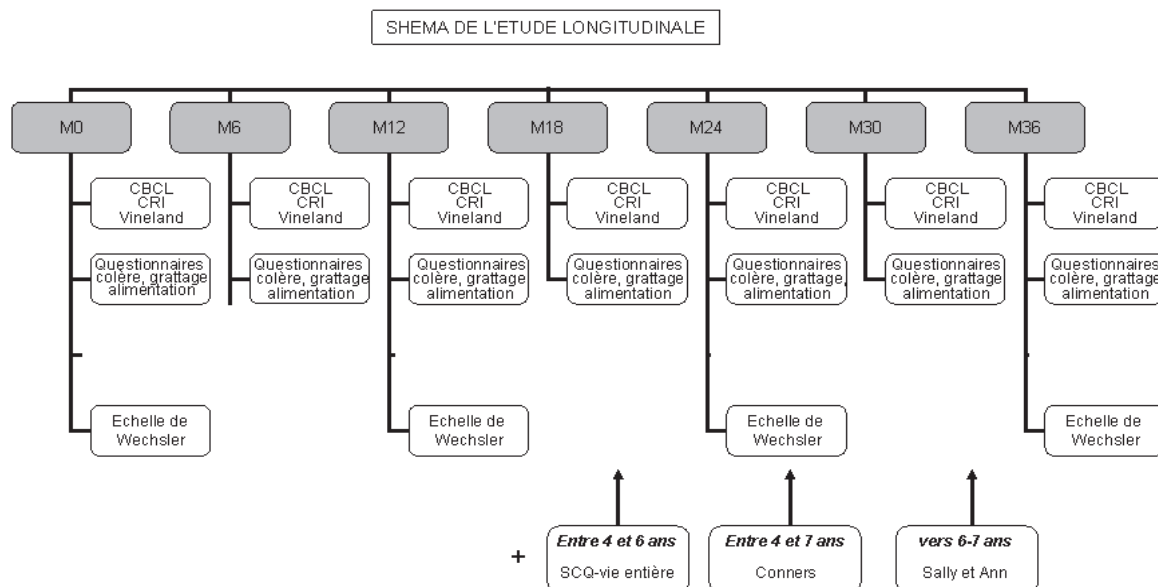 SHEMA DE L'ETUDE LONGITUDINALE
M0
M6
M12
M18
M24
M30
M36
CBCL
CRI
Vineland
CBCL
CRI
Vineland
CBCL
CRI
Vineland
CBCL
CRI
Vineland
CBCL
CRI
Vineland
CBCL
CRI
Vineland
CBCL
CRI
Vineland
Questionnaires
colère, grattage
alimentation
Questionnaires
colère, grattage
alimentation
Questionnaires
colère, grattage
alimentation
Questionnaires
colère, grattage
alimentation
Questionnaires
colère, grattage,
alimentation
Questionnaires
colère, grattage
alimentation
Questionnaires
colère, grattage
alimentation
Echelle de
Wechsler
Echelle de
Wechsler
Echelle de
Wechsler
Echelle de
Wechsler
+
Entre 4 et 6 ans
SCQ-vie entière
Entre 4 et 7 ans
Conners
vers 6-7 ans
Sally et Ann